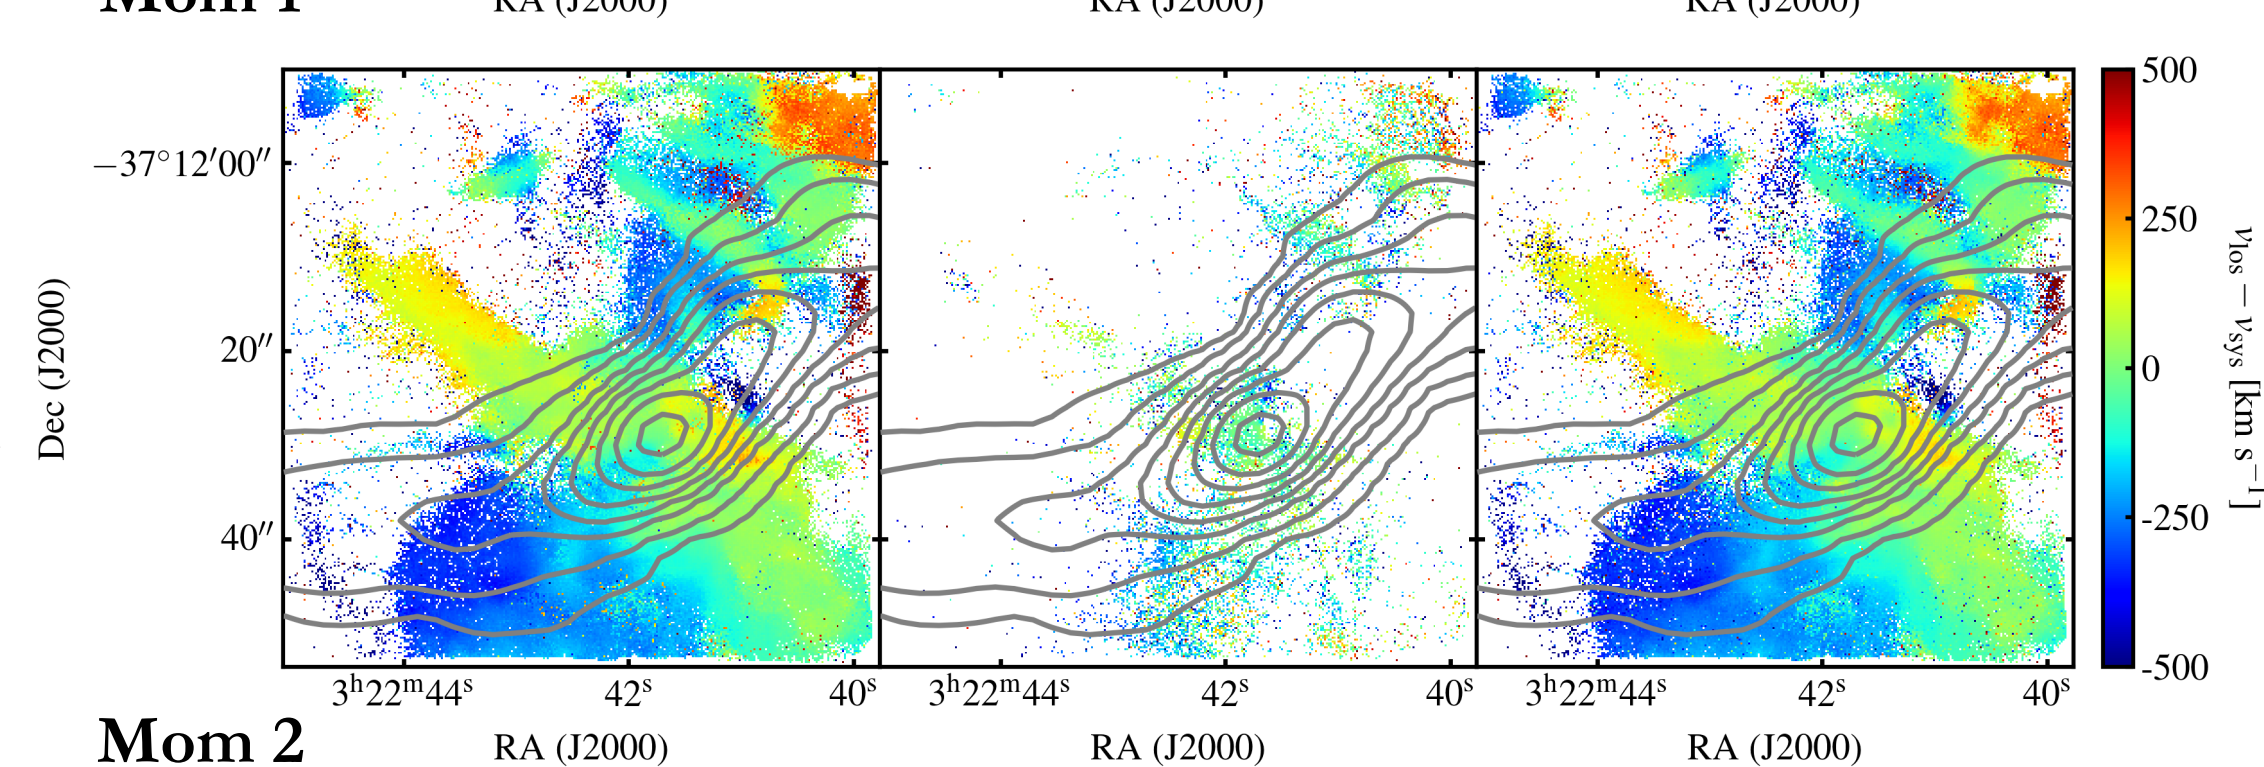 Mom 1
RA (J2000) RA (J2000) RA (J2000)
Dec (J2000)
−37°12′00″
20″
40″
3ʰ22ᵐ44ˢ 42ˢ 40ˢ 3ʰ22ᵐ44ˢ 42ˢ 40ˢ 3ʰ22ᵐ44ˢ 42ˢ 40ˢ
500
250
0
-250
-500
νlos − νsys [km s⁻¹]
Mom 2
RA (J2000) RA (J2000) RA (J2000)